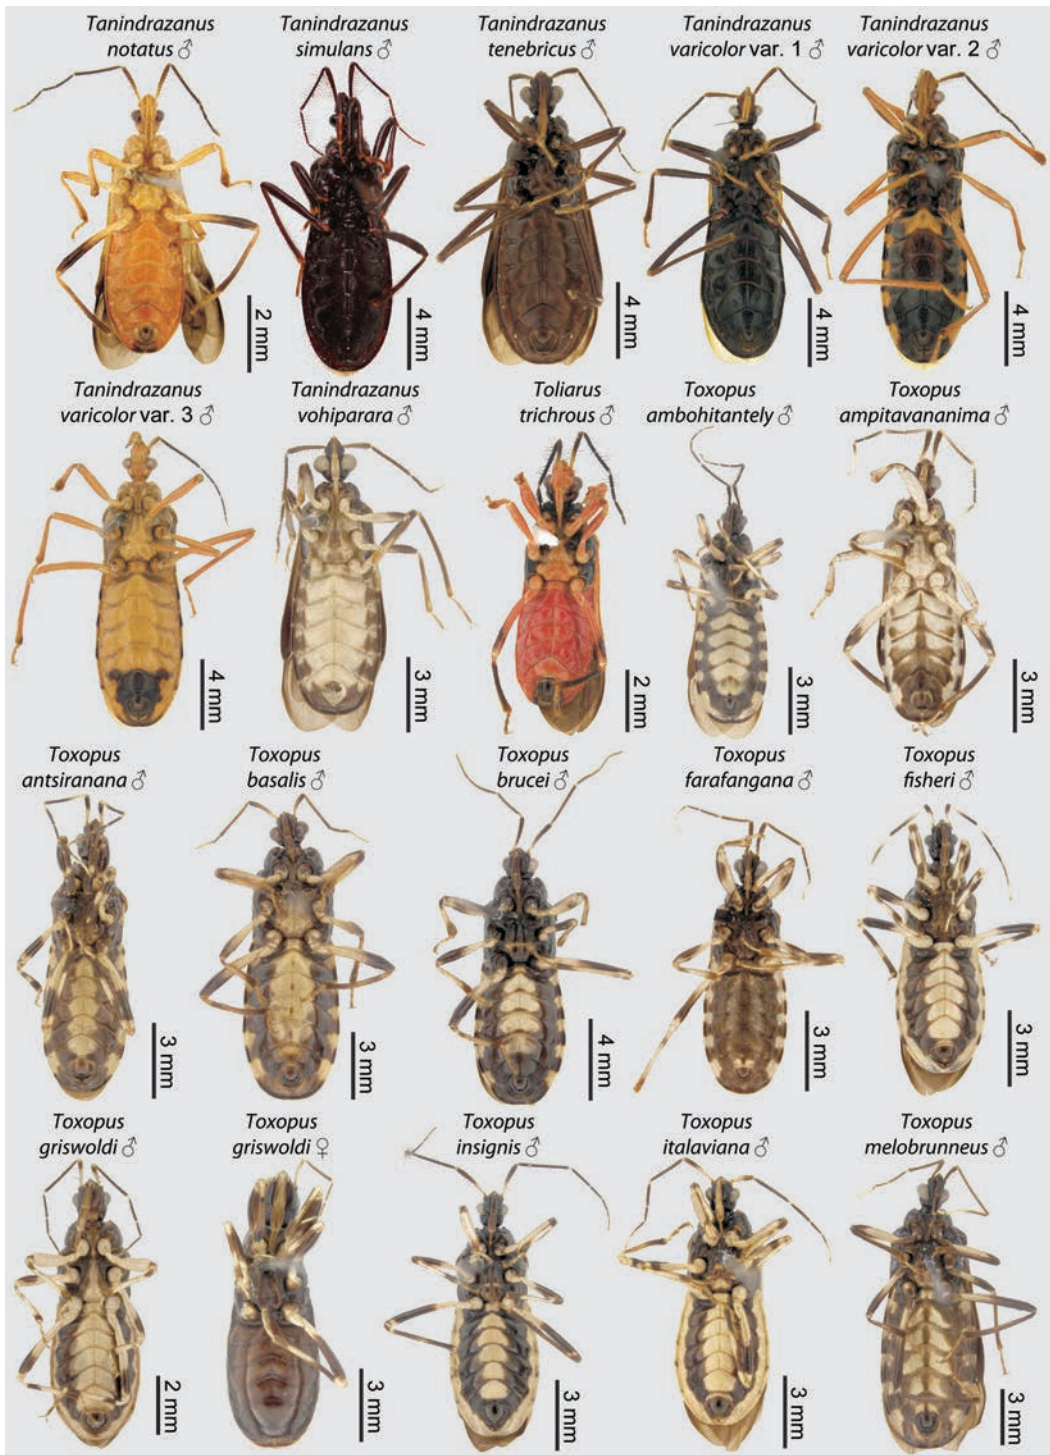 Tanindrazanus
notatus ♂
Tanindrazanus
simulans ♂
Tanindrazanus
tenebricus ♂
Tanindrazanus
varicolor var. 1 ♂
Tanindrazanus
varicolor var. 2 ♂
2 mm
4 mm
4 mm
4 mm
4 mm
Tanindrazanus
varicolor var. 3 ♂
Tanindrazanus
vohiparara ♂
Toliarus
trichrous ♂
Toxopus
ambohitantely ♂
Toxopus
ampitavananima ♂
4 mm
3 mm
2 mm
3 mm
3 mm
Toxopus
antsiranana ♂
Toxopus
basalis ♂
Toxopus
brucei ♂
Toxopus
farafangana ♂
Toxopus
fisheri ♂
3 mm
3 mm
4 mm
3 mm
3 mm
Toxopus
griswoldi ♂
Toxopus
griswoldi ♀
Toxopus
insignis ♂
Toxopus
italaviana ♂
Toxopus
melobrunneus ♂
2 mm
3 mm
3 mm
3 mm
3 mm